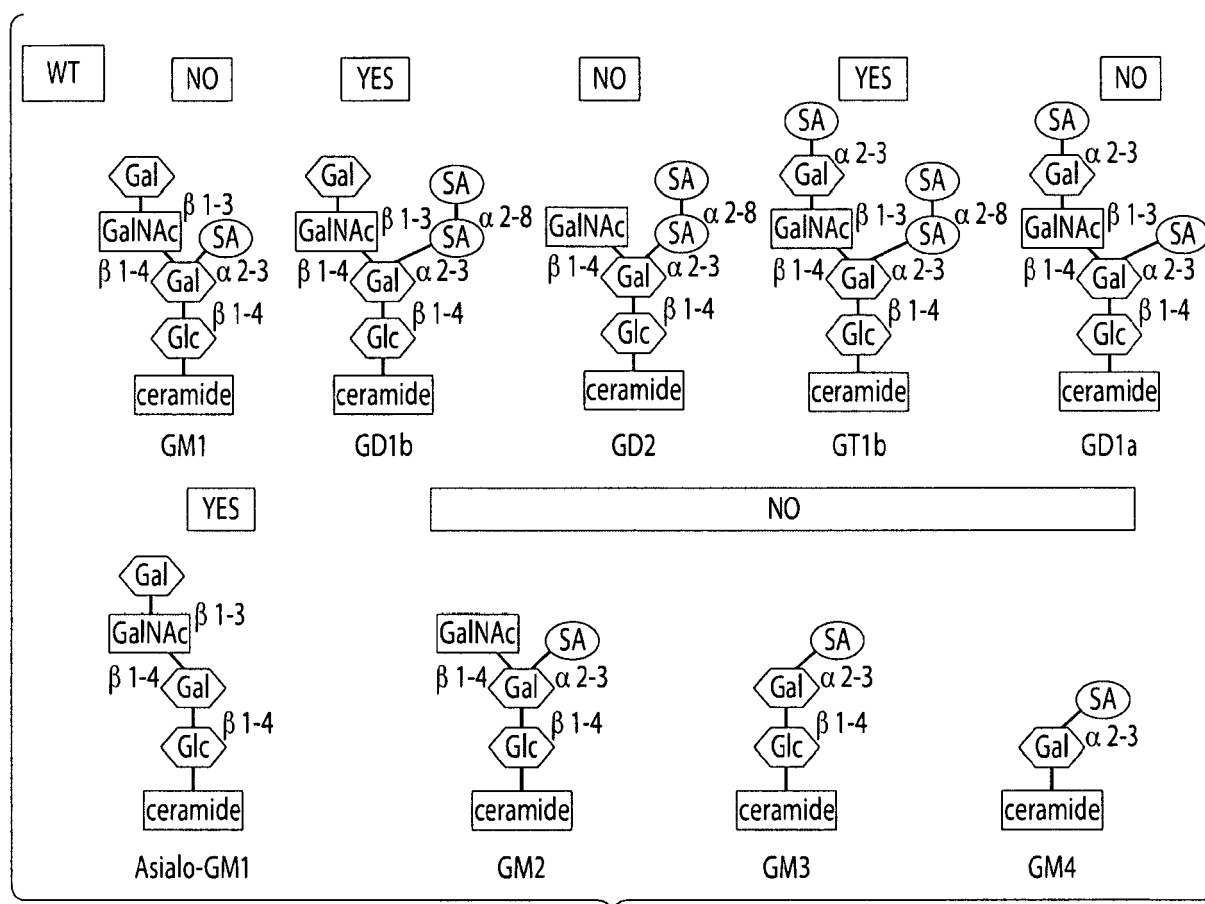 WT
NO
YES
NO
YES
NO
Gal
GalNAc
β 1-3
SA
β 1-4
Gal
α 2-3
Glc
β 1-4
ceramide
GM1
Gal
SA
GalNAc
β 1-3
SA
α 2-8
β 1-4
Gal
α 2-3
Glc
β 1-4
ceramide
GD1b
SA
GalNAc
SA
α 2-8
β 1-4
Gal
α 2-3
Glc
β 1-4
ceramide
GD2
SA
α 2-3
Gal
SA
GalNAc
β 1-3
SA
α 2-8
β 1-4
Gal
α 2-3
Glc
β 1-4
ceramide
GT1b
SA
α 2-3
Gal
GalNAc
β 1-3
SA
β 1-4
Gal
α 2-3
Glc
β 1-4
ceramide
GD1a
YES
NO
Gal
GalNAc
β 1-3
β 1-4
Gal
Glc
β 1-4
ceramide
Asialo-GM1
GalNAc
SA
β 1-4
Gal
α 2-3
Glc
β 1-4
ceramide
GM2
SA
Gal
α 2-3
Glc
β 1-4
ceramide
GM3
SA
Gal
α 2-3
ceramide
GM4